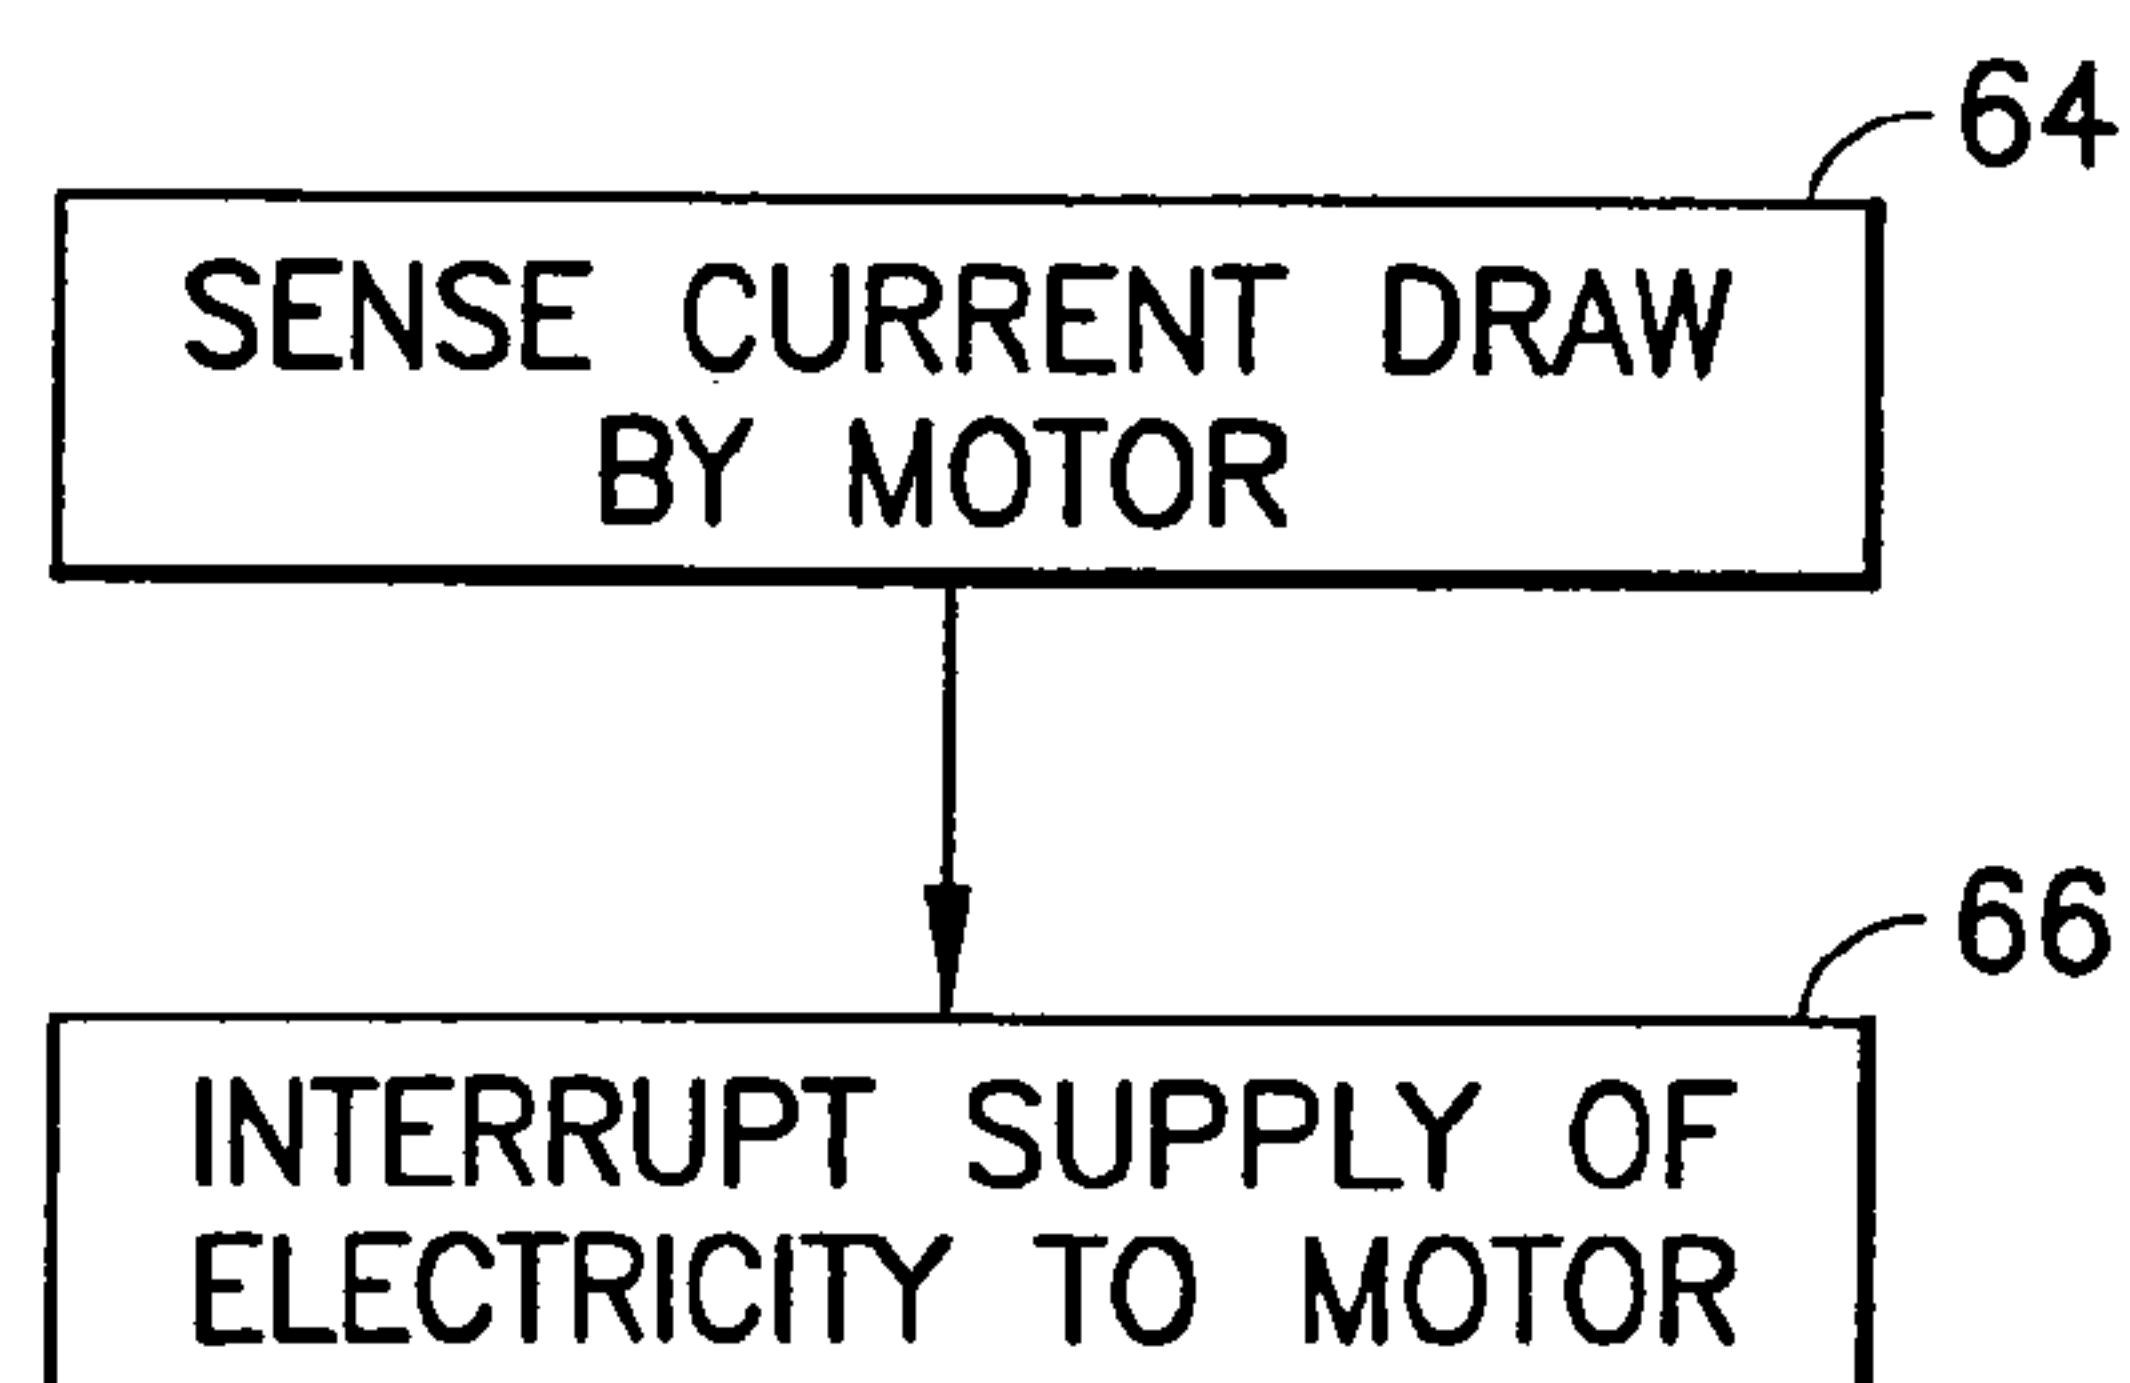 64
SENSE CURRENT DRAW
BY MOTOR
66
INTERRUPT SUPPLY OF
ELECTRICITY TO MOTOR